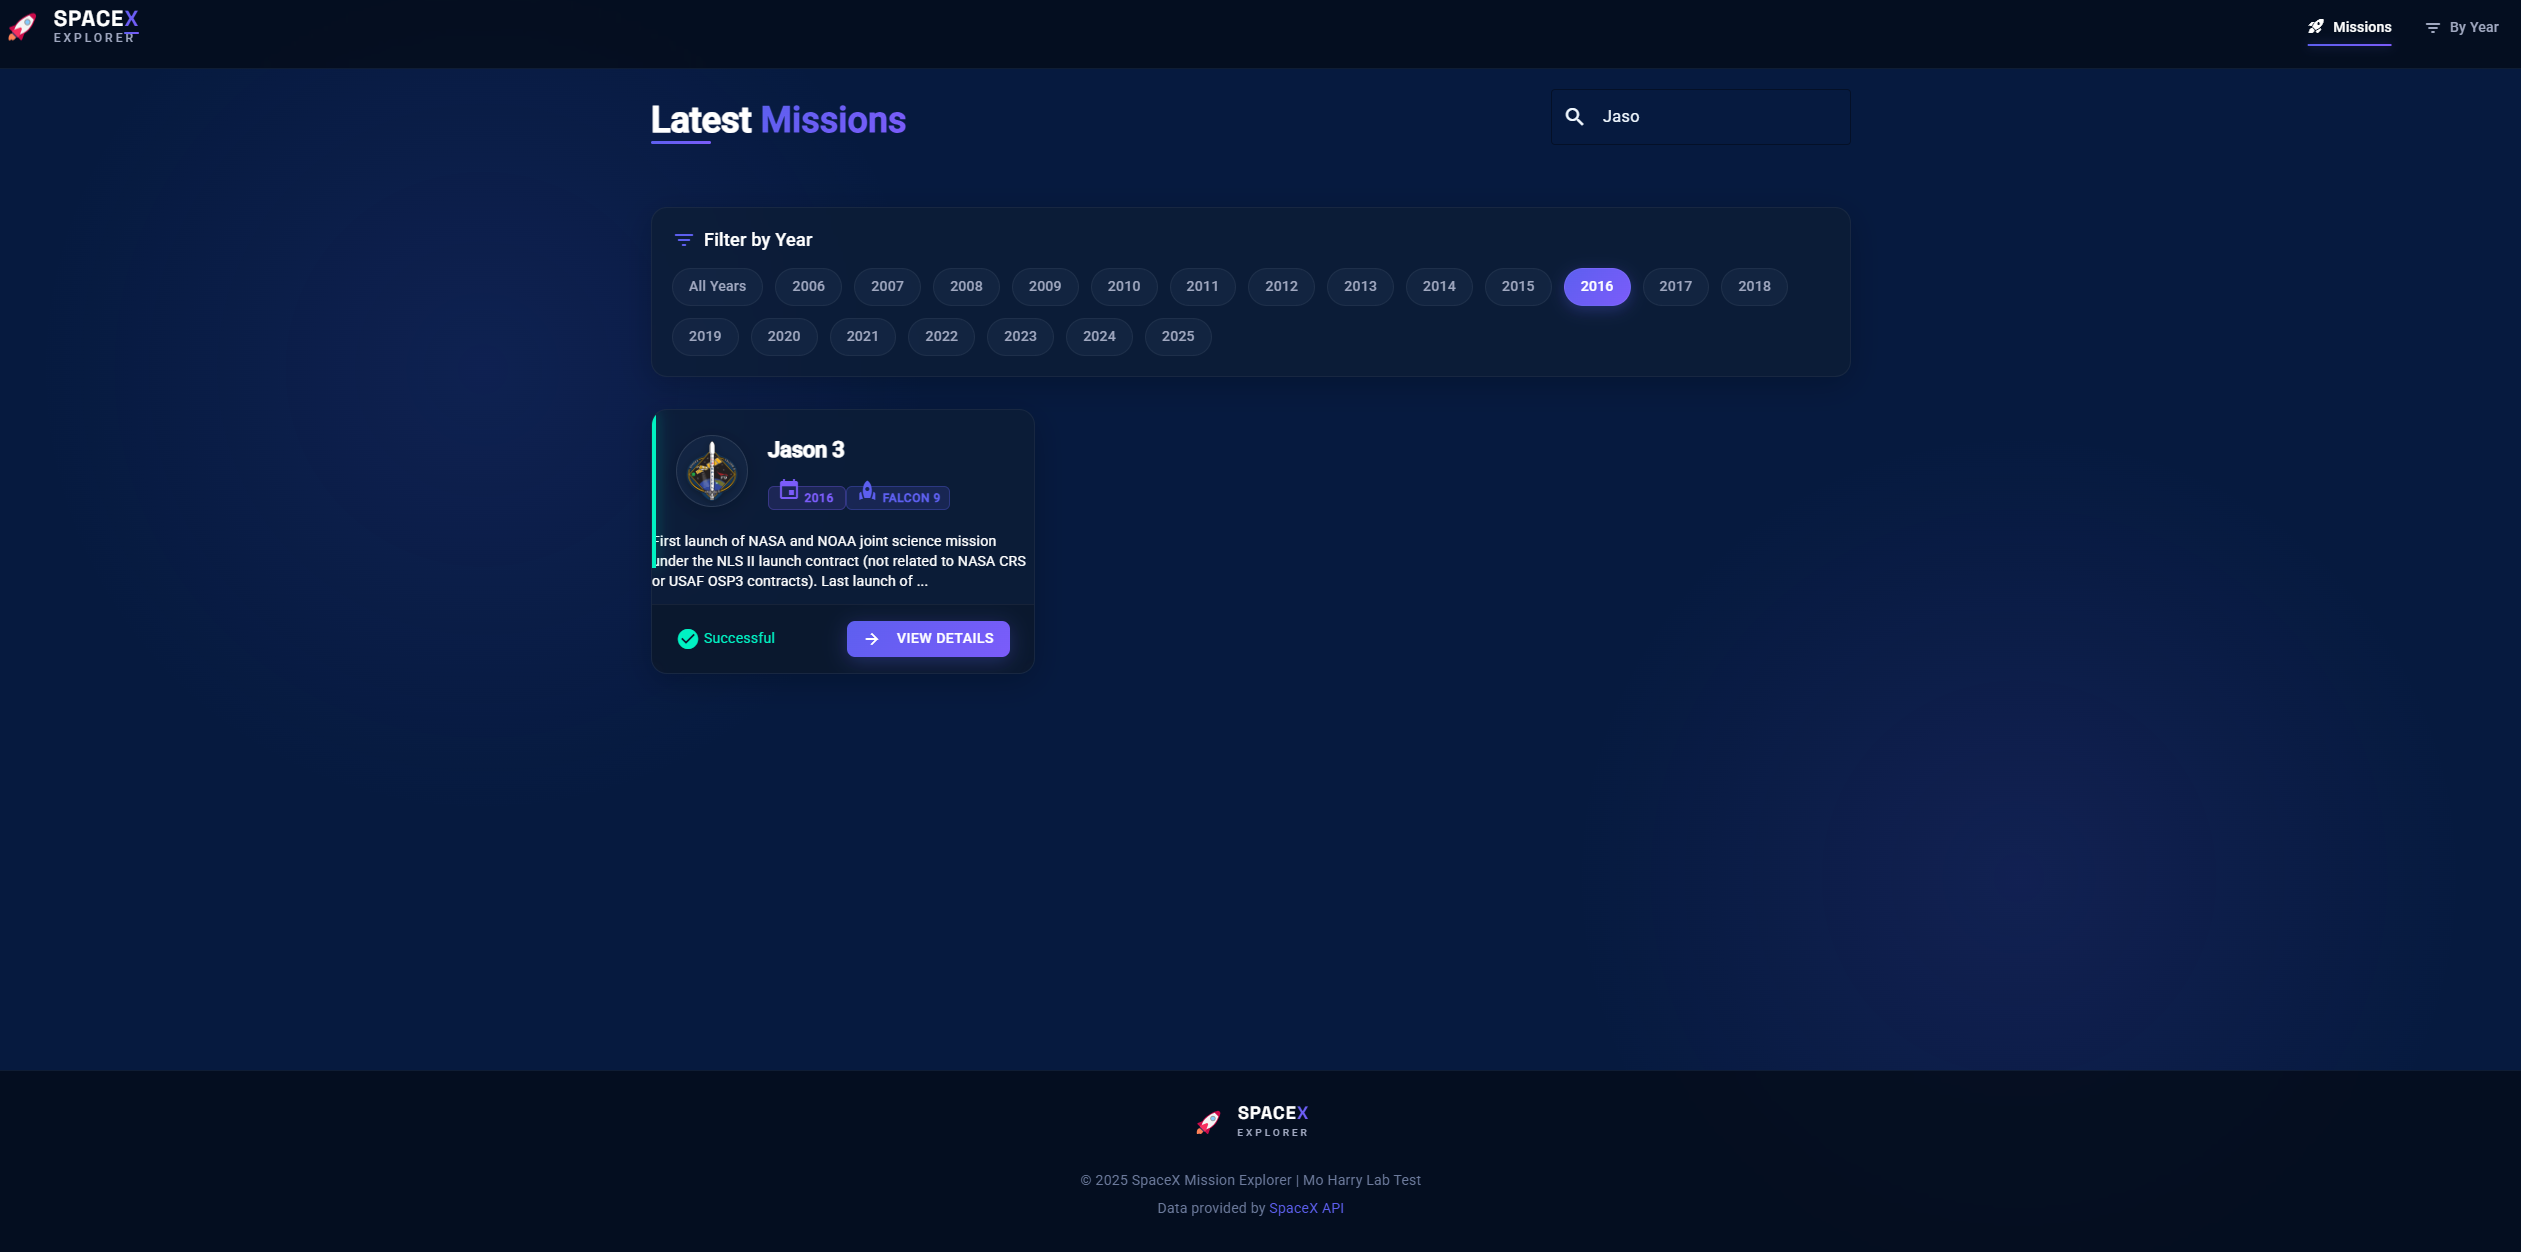 SPACEX
EXPLORER
Missions
By Year
Latest Missions
Jaso
Filter by Year
All Years 2006 2007 2008 2009 2010 2011 2012 2013 2014 2015 2016 2017 2018
2019 2020 2021 2022 2023 2024 2025
Jason 3
2016 FALCON 9
First launch of NASA and NOAA joint science mission
under the NLS II launch contract (not related to NASA CRS
or USAF OSP3 contracts). Last launch of ...
Successful
VIEW DETAILS
SPACEX
EXPLORER
© 2025 SpaceX Mission Explorer | Mo Harry Lab Test
Data provided by SpaceX API